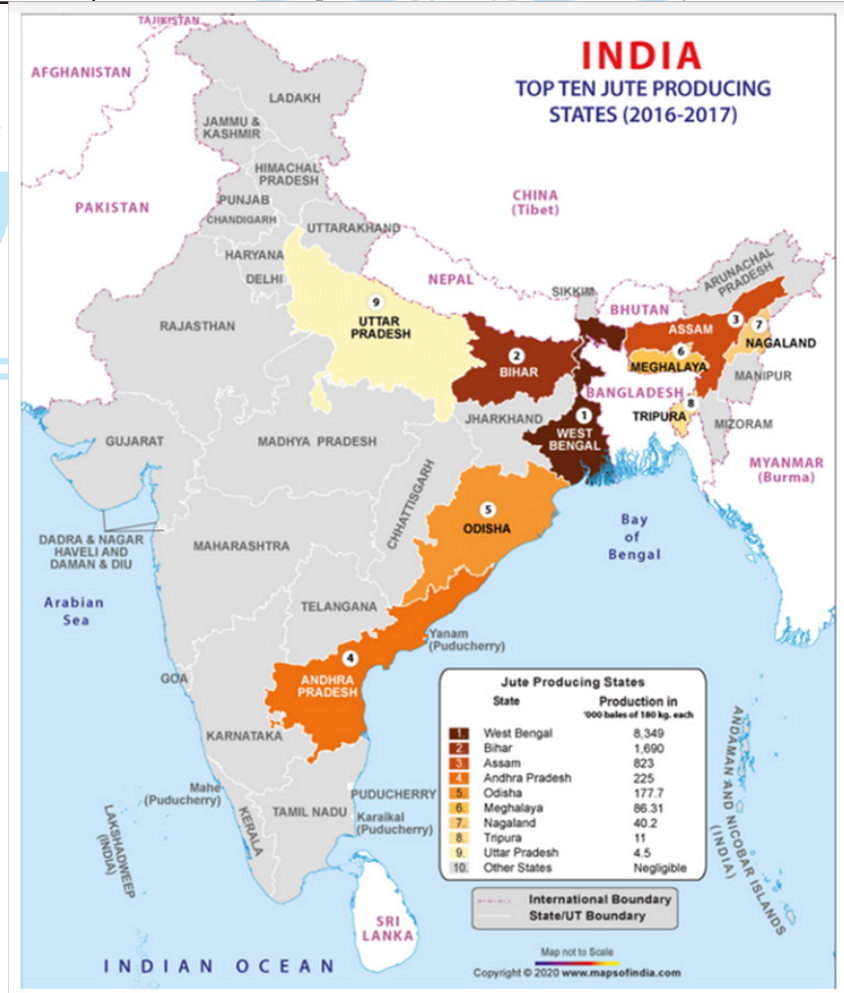 INDIA
TOP TEN JUTE PRODUCING
STATES (2016-2017)
TAJIKISTAN
AFGHANISTAN
LADAKH
JAMMU &
KASHMIR
HIMACHAL
PRADESH
PUNJAB
CHANDIGARH
PAKISTAN
CHINA
(Tibet)
UTTARAKHAND
HARYANA
DELHI
NEPAL
SIKKIM
ARUNACHAL
PRADESH
BHUTAN
9
UTTAR
PRADESH
RAJASTHAN
3
ASSAM
7
NAGALAND
2
BIHAR
6
MEGHALAYA
MANIPUR
BANGLADESH
8
TRIPURA
MIZORAM
1
WEST
BENGAL
JHARKHAND
GUJARAT
MADHYA PRADESH
MYANMAR
(Burma)
CHHATTISGARH
5
ODISHA
DADRA & NAGAR
HAVELI AND
DAMAN & DIU
MAHARASHTRA
Bay
of
Bengal
Arabian
Sea
TELANGANA
Yanam
(Puducherry)
4
ANDHRA
PRADESH
GOA
KARNATAKA
Mahe
(Puducherry)
PUDUCHERRY
TAMIL NADU
Karaikal
(Puducherry)
KERALA
LAKSHADWEEP
(INDIA)
ANDAMAN AND NICOBAR ISLANDS
(INDIA)
SRI
LANKA
INDIAN OCEAN
Jute Producing States
State Production in
'000 bales of 180 kg. each
1 West Bengal 8,349
2 Bihar 1,690
3 Assam 823
4 Andhra Pradesh 225
5. Odisha 177.7
6. Meghalaya 86.31
7. Nagaland 40.2
8. Tripura 11
9. Uttar Pradesh 4.5
10. Other States Negligible
International Boundary
State/UT Boundary
Map not to Scale
Copyright © 2020 www.mapsofindia.com